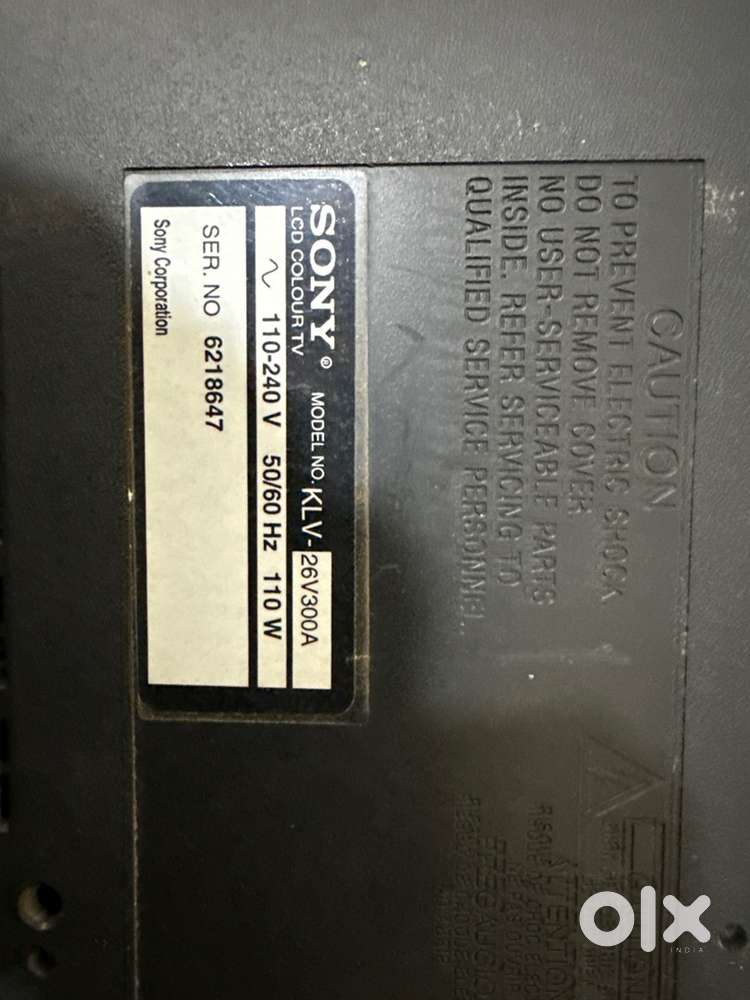 SONY®
LCD COLOUR TV
MODEL NO. KLV-26V300A
110-240 V 50/60 Hz 110 W
SER. NO 6218647
Sony Corporation
CAUTION
TO PREVENT ELECTRIC SHOCK
DO NOT REMOVE COVER
NO USER-SERVICEABLE PARTS
INSIDE. REFER SERVICING TO
QUALIFIED SERVICE PERSONNEL.
olx
INDIA